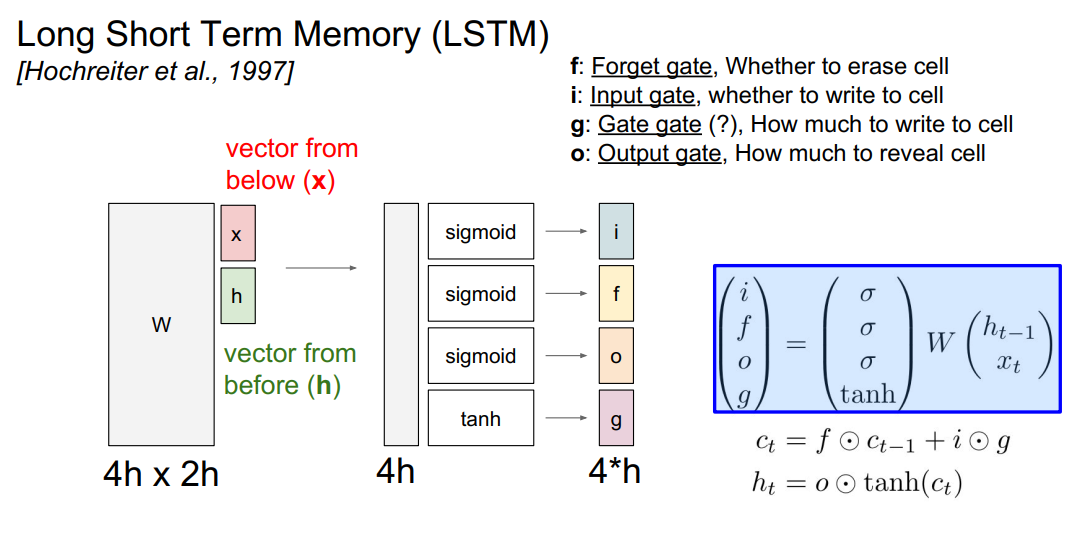 Long Short Term Memory (LSTM)
[Hochreiter et al., 1997]
f: Forget gate, Whether to erase cell
i: Input gate, whether to write to cell
g: Gate gate (?), How much to write to cell
o: Output gate, How much to reveal cell
vector from
below (x)
x
h
W
vector from
before (h)
4h x 2h
4h
sigmoid
sigmoid
sigmoid
tanh
i
f
o
g
4*h
(i f o g) = (σ σ σ tanh) W (h_{t−1} x_t)
c_t = f ⊙ c_{t−1} + i ⊙ g
h_t = o ⊙ tanh(c_t)